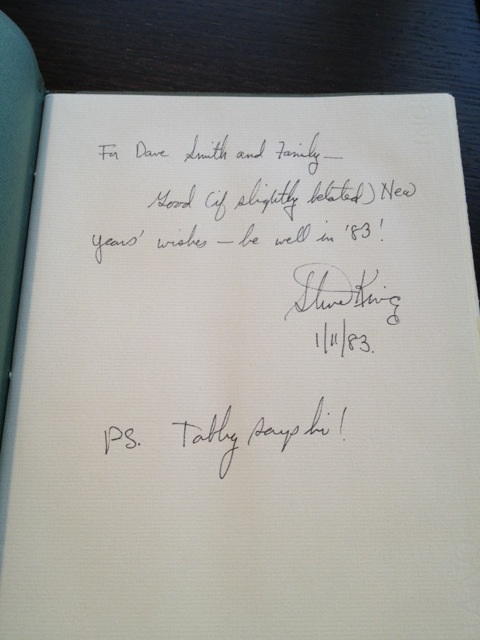 For Dave Smith and Family—
Good (if slightly belated) New
Years' wishes — be well in '83!
Steve King
1/11/83.
PS. Tabby says hi!